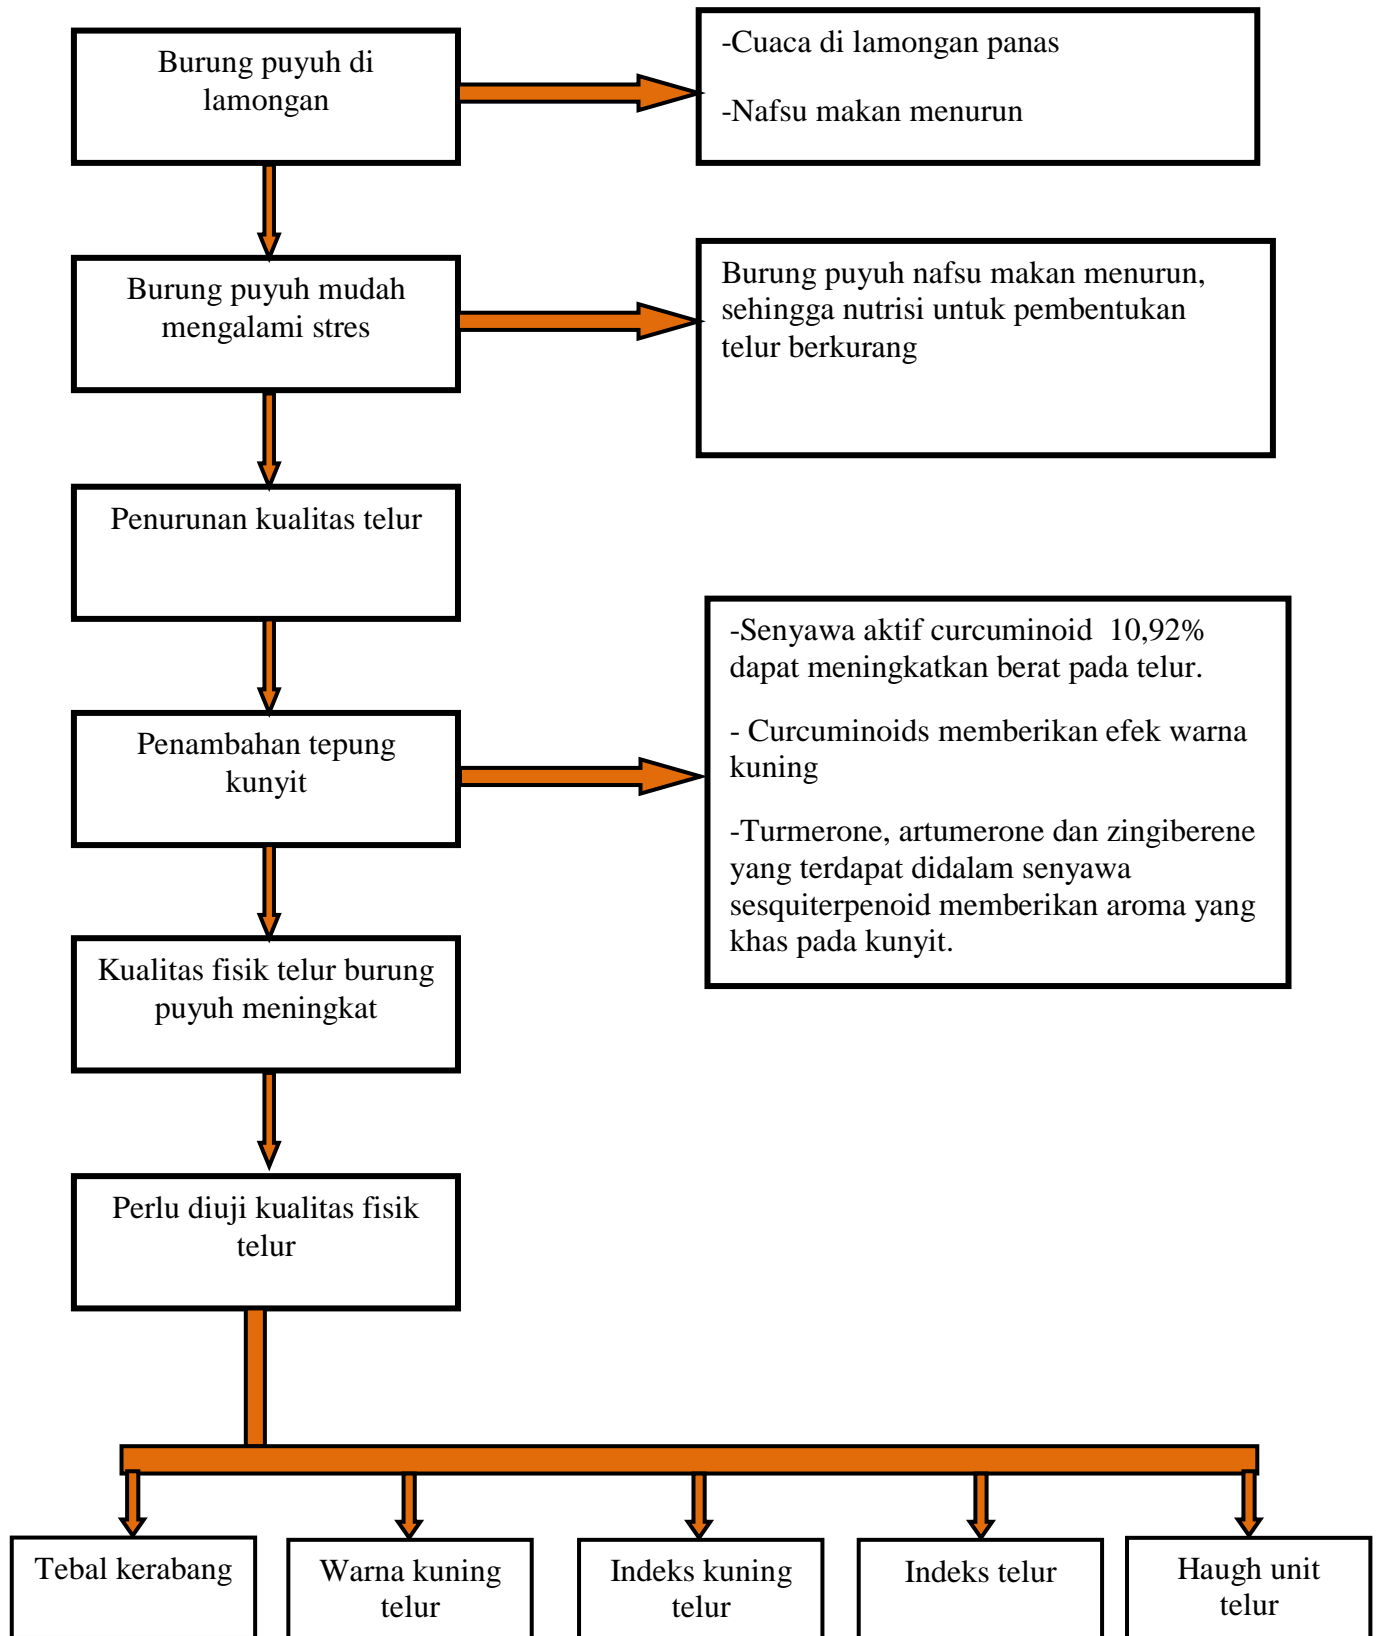 Burung puyuh di
lamongan
-Cuaca di lamongan panas
-Nafsu makan menurun
Burung puyuh mudah
mengalami stres
Burung puyuh nafsu makan menurun,
sehingga nutrisi untuk pembentukan
telur berkurang
Penurunan kualitas telur
Penambahan tepung
kunyit
-Senyawa aktif curcuminoid  10,92%
dapat meningkatkan berat pada telur.
- Curcuminoids memberikan efek warna
kuning
-Turmerone, artumerone dan zingiberene
yang terdapat didalam senyawa
sesquiterpenoid memberikan aroma yang
khas pada kunyit.
Kualitas fisik telur burung
puyuh meningkat
Perlu diuji kualitas fisik
telur
Tebal kerabang
Warna kuning
telur
Indeks kuning
telur
Indeks telur
Haugh unit
telur